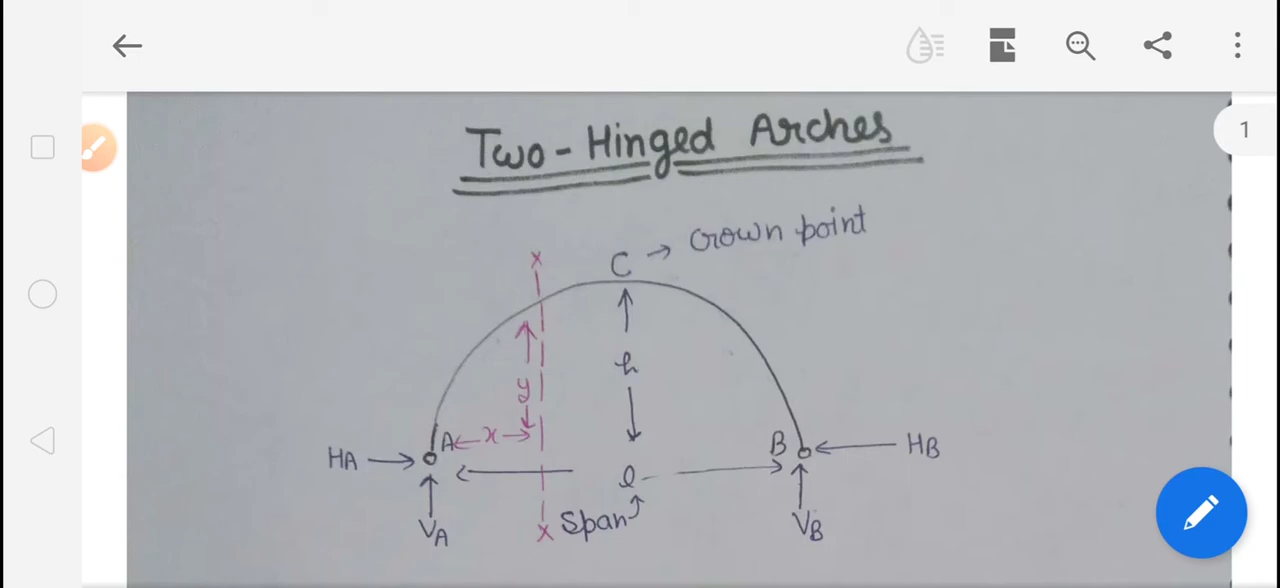 1
Two-Hinged Arches
C → Crown point
x
h
y
A ← x →
B
HA
HB
l
Span
VA
x
VB